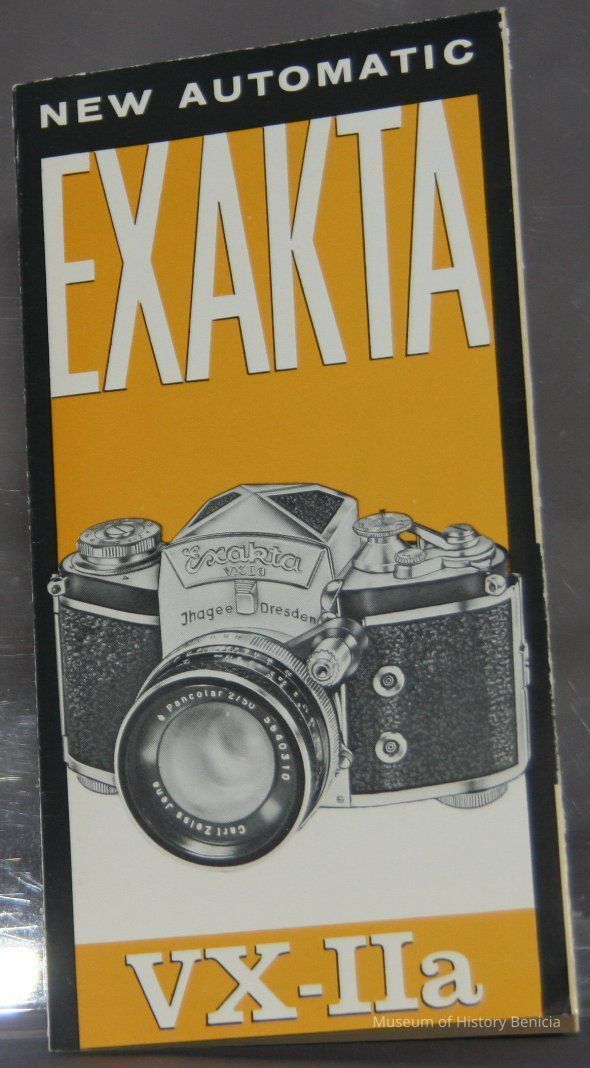 NEW AUTOMATIC
EXAKTA
Exakta
VX IIa
Jhagee Dresden
Pancolar 2/50 5660310
Carl Zeiss Jena
VX-IIa
Museum of History Benicia